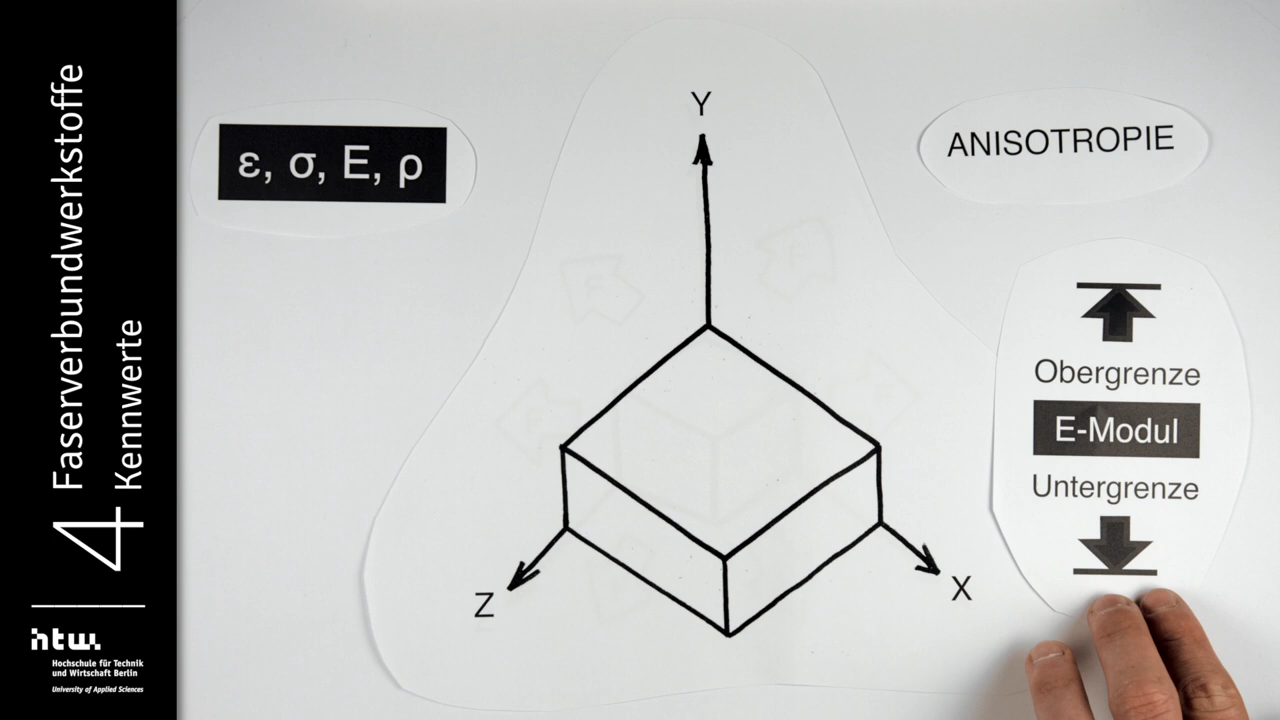 Faserverbundwerkstoffe
4 Kennwerte
htw.
Hochschule für Technik
und Wirtschaft Berlin
University of Applied Sciences
ε, σ, E, ρ
Y
ANISOTROPIE
Obergrenze
E-Modul
Untergrenze
Z
X